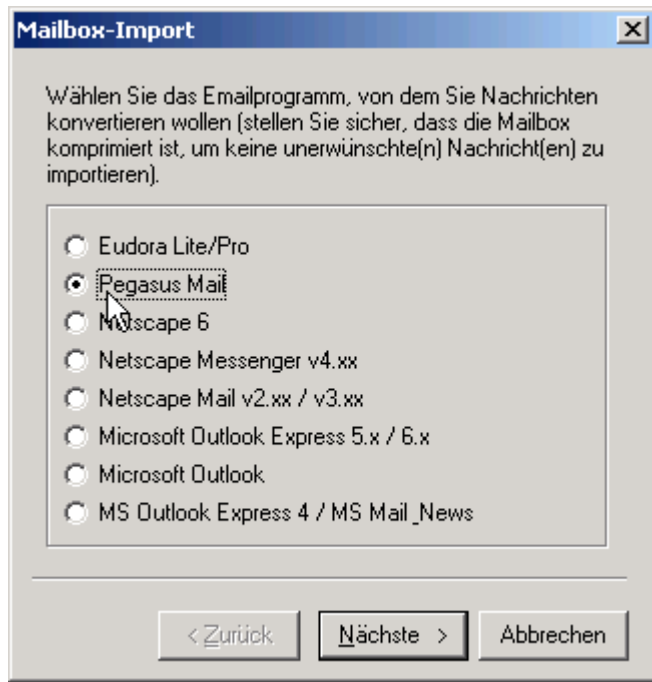 Mailbox-Import
Wählen Sie das Emailprogramm, von dem Sie Nachrichten
konvertieren wollen (stellen Sie sicher, dass die Mailbox
komprimiert ist, um keine unerwünschte(n) Nachricht(en) zu
importieren).
Eudora Lite/Pro
Pegasus Mail
Netscape 6
Netscape Messenger v4.xx
Netscape Mail v2.xx / v3.xx
Microsoft Outlook Express 5.x / 6.x
Microsoft Outlook
MS Outlook Express 4 / MS Mail_News
< Zurück Nächste > Abbrechen